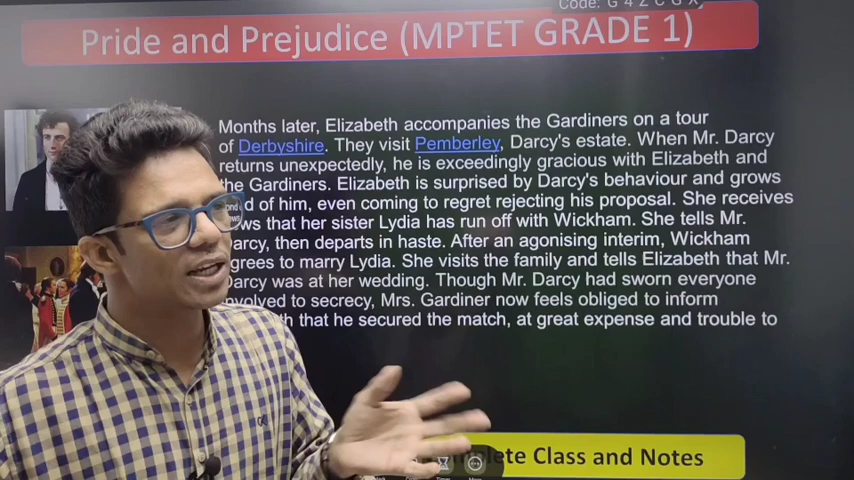 Code: G 4 Z C G X
Pride and Prejudice (MPTET GRADE 1)
Months later, Elizabeth accompanies the Gardiners on a tour
of Derbyshire. They visit Pemberley, Darcy's estate. When Mr. Darcy
returns unexpectedly, he is exceedingly gracious with Elizabeth and
the Gardiners. Elizabeth is surprised by Darcy's behaviour and grows
of him, even coming to regret rejecting his proposal. She receives
that her sister Lydia has run off with Wickham. She tells Mr.
then departs in haste. After an agonising interim, Wickham
to marry Lydia. She visits the family and tells Elizabeth that Mr.
Darcy was at her wedding. Though Mr. Darcy had sworn everyone
involved to secrecy, Mrs. Gardiner now feels obliged to inform
that he secured the match, at great expense and trouble to
Class and Notes